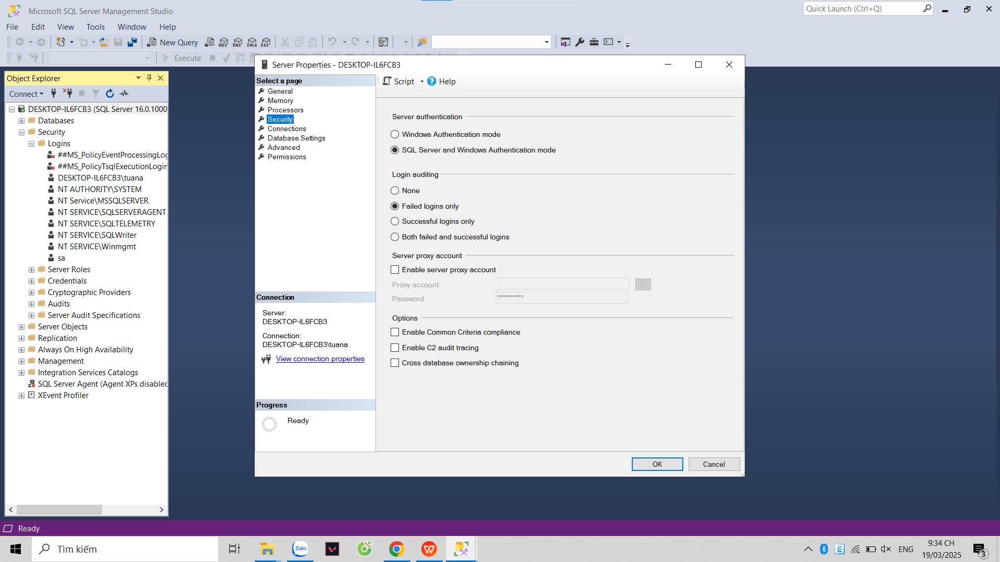 Microsoft SQL Server Management Studio
Quick Launch (Ctrl+Q)
File Edit View Tools Window Help
New Query MDX DMX XMLA DAX
Execute
Object Explorer
Connect
DESKTOP-IL6FCB3 (SQL Server 16.0.1000
Databases
Security
Logins
##MS_PolicyEventProcessingLog
##MS_PolicyTsqlExecutionLogin
DESKTOP-IL6FCB3\tuana
NT AUTHORITY\SYSTEM
NT Service\MSSQLSERVER
NT SERVICE\SQLSERVERAGENT
NT SERVICE\SQLTELEMETRY
NT SERVICE\SQLWriter
NT SERVICE\Winmgmt
sa
Server Roles
Credentials
Cryptographic Providers
Audits
Server Audit Specifications
Server Objects
Replication
Always On High Availability
Management
Integration Services Catalogs
SQL Server Agent (Agent XPs disabled
XEvent Profiler
Server Properties - DESKTOP-IL6FCB3
Select a page
General
Memory
Processors
Security
Connections
Database Settings
Advanced
Permissions
Connection
Server:
DESKTOP-IL6FCB3
Connection:
DESKTOP-IL6FCB3\tuana
View connection properties
Progress
Ready
Script Help
Server authentication
Windows Authentication mode
SQL Server and Windows Authentication mode
Login auditing
None
Failed logins only
Successful logins only
Both failed and successful logins
Server proxy account
Enable server proxy account
Proxy account:
...
Password: **********
Options
Enable Common Criteria compliance
Enable C2 audit tracing
Cross database ownership chaining
OK Cancel
Ready
Tìm kiếm
Zalo
ENG
9:34 CH
19/03/2025
3